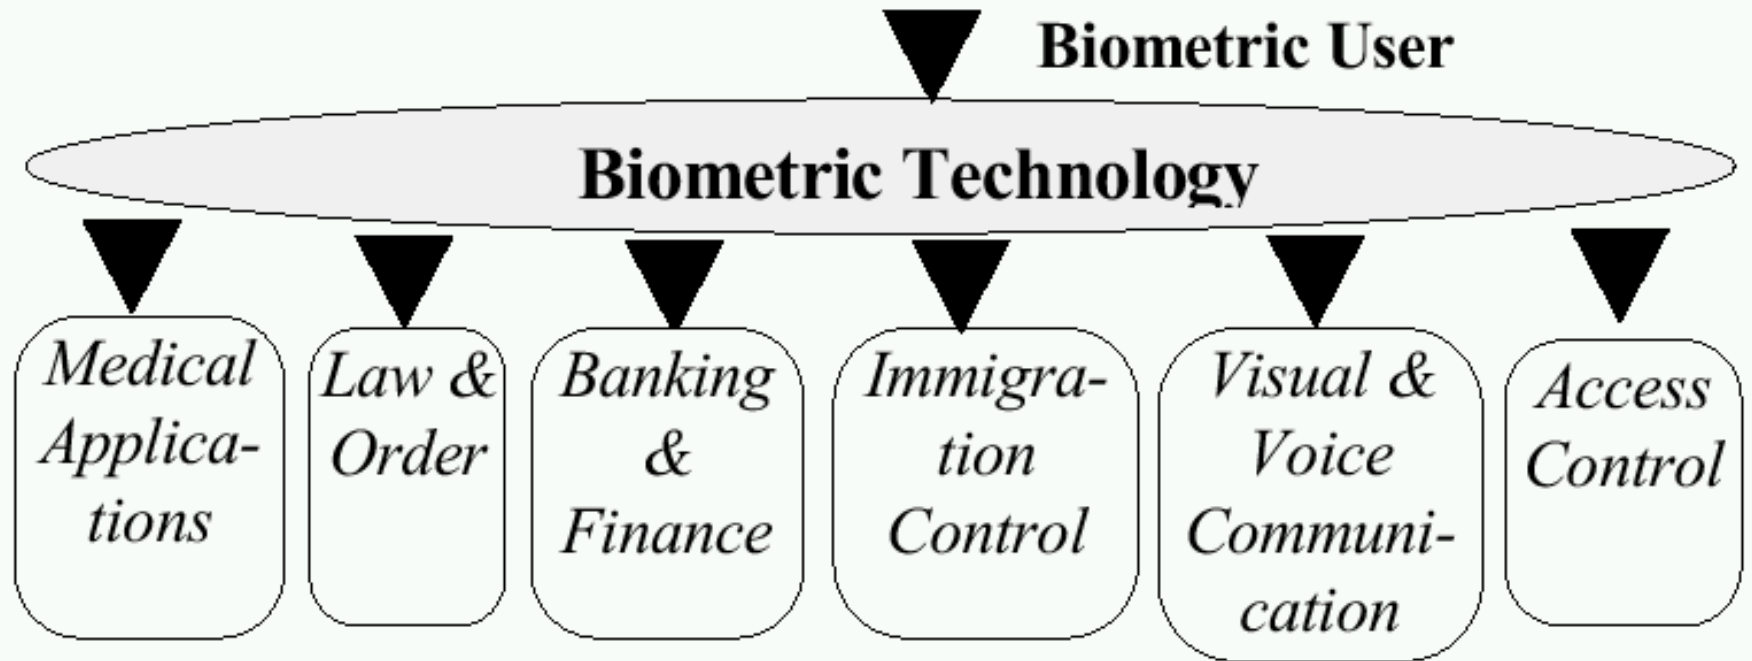 Biometric User
Biometric Technology
Medical
Applica-
tions
Law &
Order
Banking
&
Finance
Immigra-
tion
Control
Visual &
Voice
Communi-
cation
Access
Control